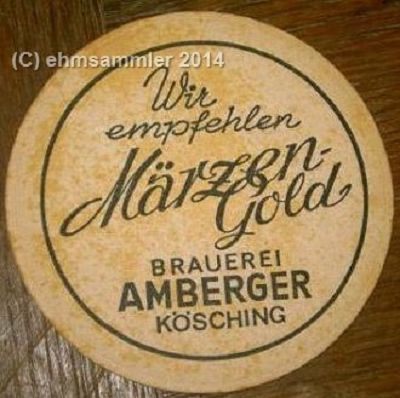 (C) ehmsammler 2014
Wir
empfehlen
Märzen-
Gold
BRAUEREI
AMBERGER
KÖSCHING